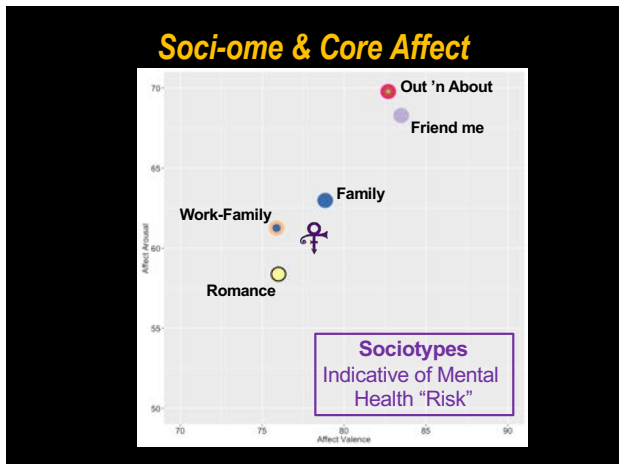 Soci-ome & Core Affect
70-
Out 'n About
Friend me
65-
Family
Work-Family
60-
Romance
55-
50-
Affect Arousal
Sociotypes
Indicative of Mental
Health “Risk”
70
75
80
85
90
Affect Valence